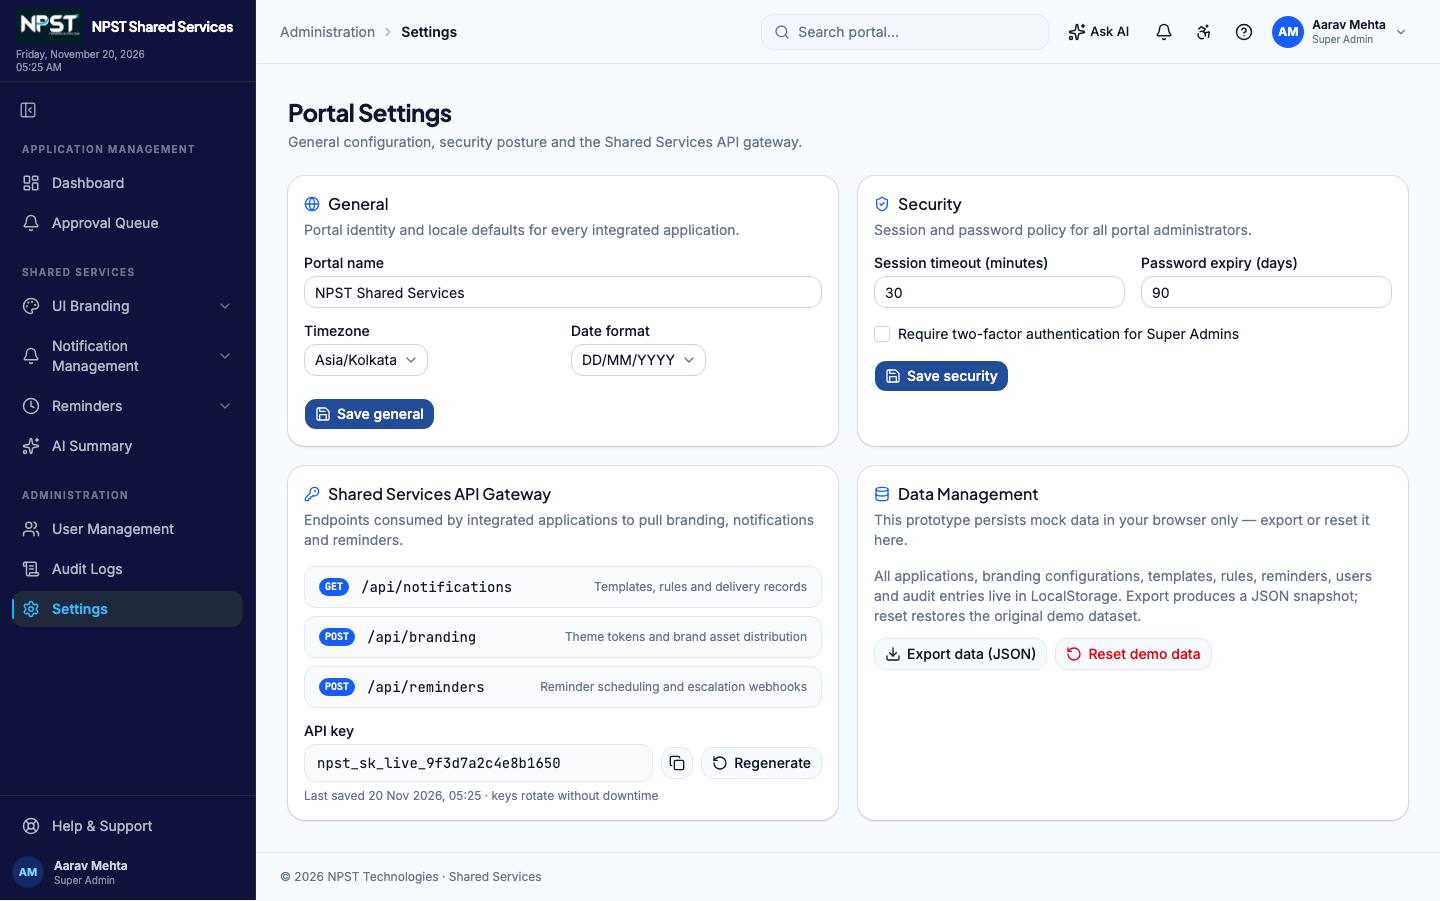 NPST NPST Shared Services
Friday, November 20, 2026
05:25 AM
APPLICATION MANAGEMENT
Dashboard
Approval Queue
SHARED SERVICES
UI Branding
Notification
Management
Reminders
AI Summary
ADMINISTRATION
User Management
Audit Logs
Settings
Help & Support
AM Aarav Mehta
Super Admin
Administration > Settings
Search portal...
Ask AI
AM Aarav Mehta
Super Admin
Portal Settings
General configuration, security posture and the Shared Services API gateway.
General
Portal identity and locale defaults for every integrated application.
Portal name
NPST Shared Services
Timezone Date format
Asia/Kolkata DD/MM/YYYY
Save general
Security
Session and password policy for all portal administrators.
Session timeout (minutes) Password expiry (days)
30 90
Require two-factor authentication for Super Admins
Save security
Shared Services API Gateway
Endpoints consumed by integrated applications to pull branding, notifications
and reminders.
GET /api/notifications Templates, rules and delivery records
POST /api/branding Theme tokens and brand asset distribution
POST /api/reminders Reminder scheduling and escalation webhooks
API key
npst_sk_live_9f3d7a2c4e8b1650 Regenerate
Last saved 20 Nov 2026, 05:25 · keys rotate without downtime
Data Management
This prototype persists mock data in your browser only — export or reset it
here.
All applications, branding configurations, templates, rules, reminders, users
and audit entries live in LocalStorage. Export produces a JSON snapshot;
reset restores the original demo dataset.
Export data (JSON) Reset demo data
© 2026 NPST Technologies · Shared Services